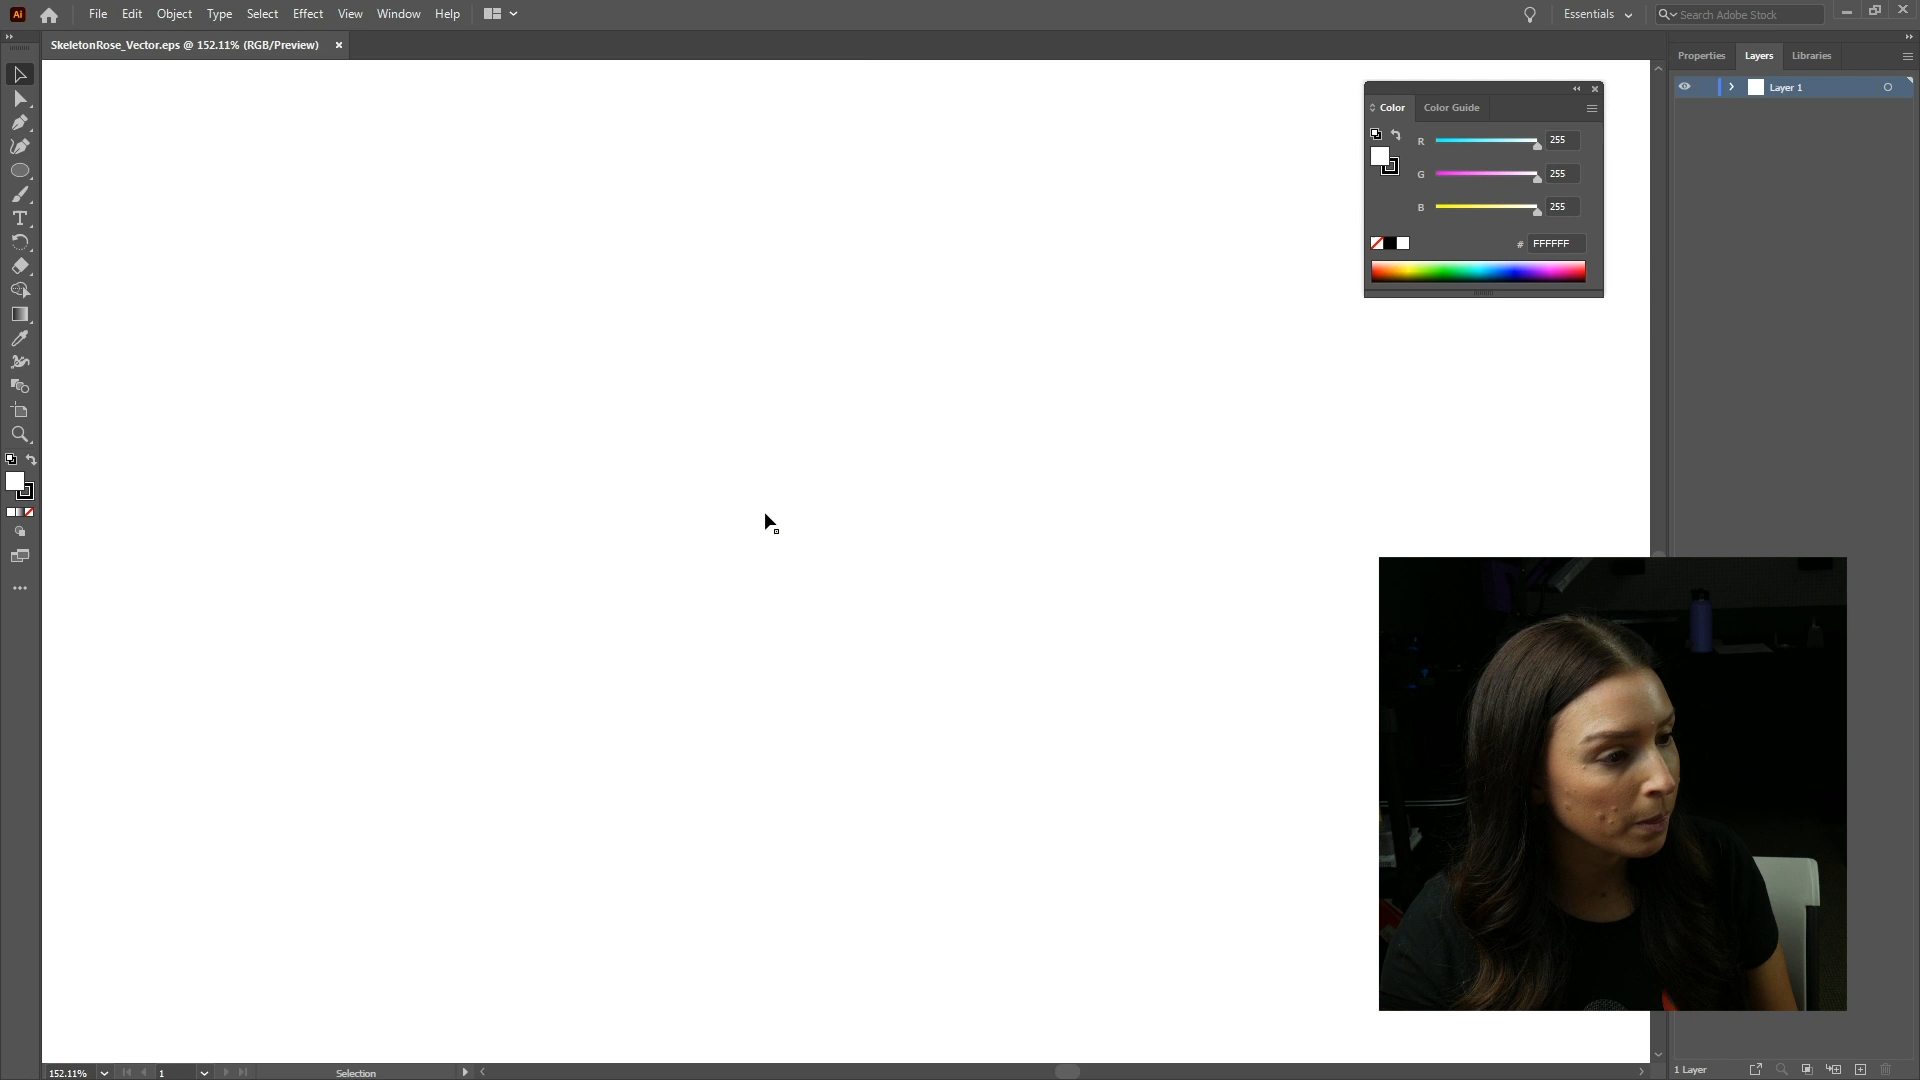 Ai File Edit Object Type Select Effect View Window Help
Essentials
Search Adobe Stock
SkeletonRose_Vector.eps @ 152.11% (RGB/Preview)
Properties Layers Libraries
Layer 1
Color Color Guide
R 255
G 255
B 255
# FFFFFF
152.11% 1 Selection
1 Layer